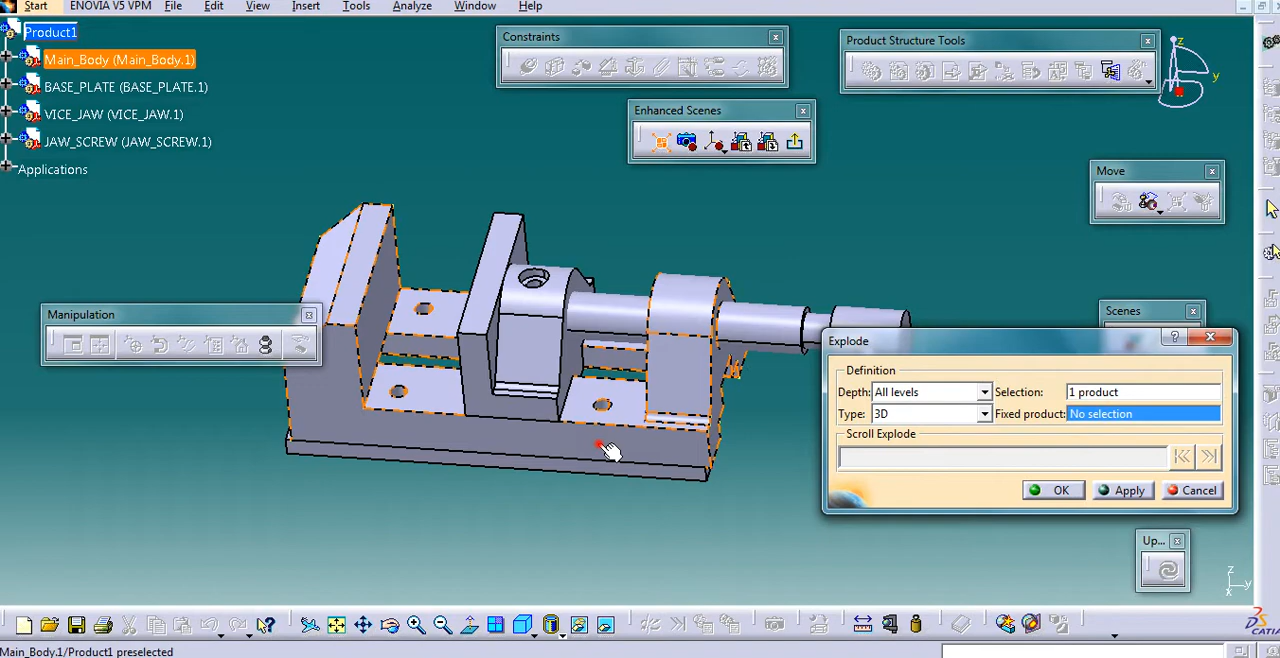 Start ENOVIA V5 VPM File Edit View Insert Tools Analyze Window Help
Product1
Main_Body (Main_Body.1)
BASE_PLATE (BASE_PLATE.1)
VICE_JAW (VICE_JAW.1)
JAW_SCREW (JAW_SCREW.1)
Applications
Constraints
Product Structure Tools
Enhanced Scenes
z
y
Move
Manipulation
Scenes
Explode
Definition
Depth: All levels Selection: 1 product
Type: 3D Fixed product: No selection
Scroll Explode
OK Apply Cancel
Up...
z
y
x
CATIA
Main_Body.1/Product1 preselected